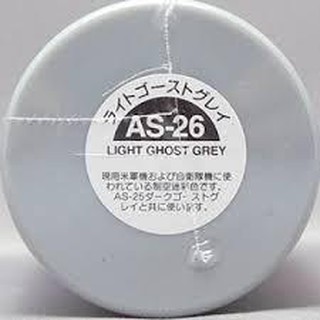 ライトゴーストグレイ
AS-26
LIGHT GHOST GREY
現用米軍機および自衛隊機に使
われている制空迷彩色です。
AS-25ダークゴーストグ
レイと共に使います。